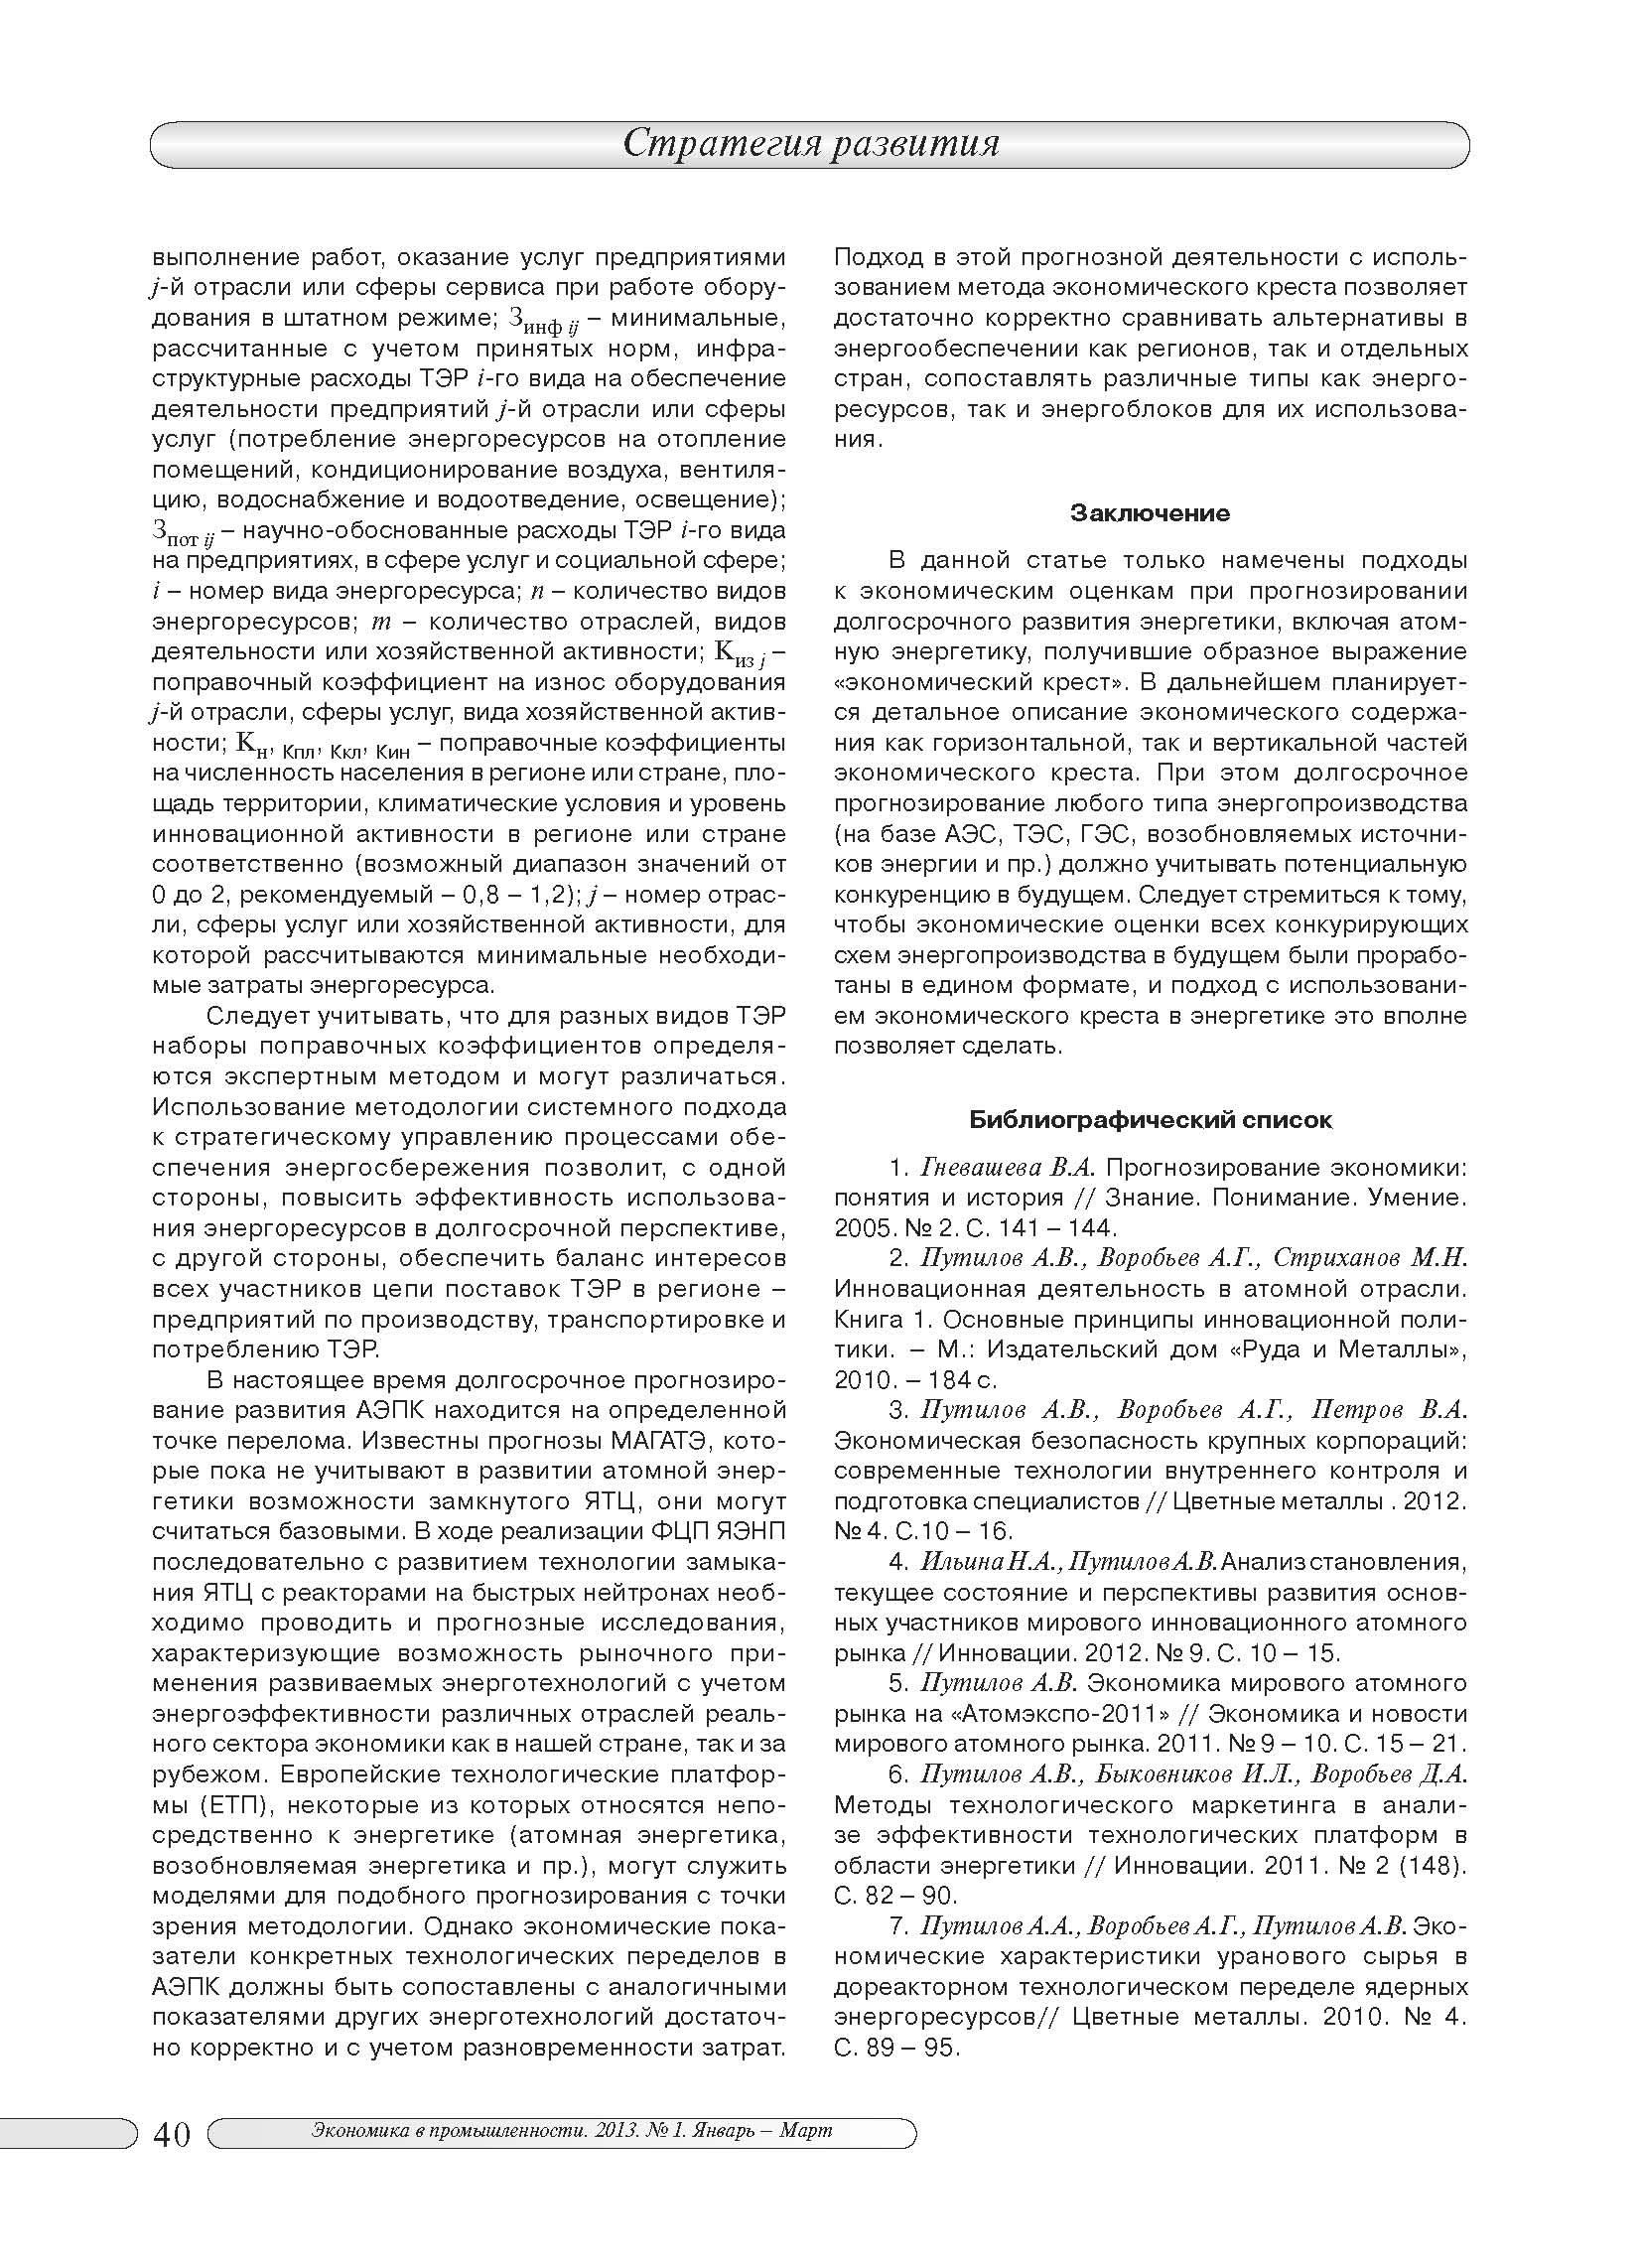 Стратегия развития
выполнение работ, оказание услуг предприятиями
j-й отрасли или сферы сервиса при работе обору-
дования в штатном режиме; Зинф ij – минимальные,
рассчитанные с учетом принятых норм, инфра-
структурные расходы ТЭР i-го вида на обеспечение
деятельности предприятий j-й отрасли или сферы
услуг (потребление энергоресурсов на отопление
помещений, кондиционирование воздуха, вентиля-
цию, водоснабжение и водоотведение, освещение);
Зпот ij – научно-обоснованные расходы ТЭР i-го вида
на предприятиях, в сфере услуг и социальной сфере;
i – номер вида энергоресурса; n – количество видов
энергоресурсов; m – количество отраслей, видов
деятельности или хозяйственной активности; Киз j –
поправочный коэффициент на износ оборудования
j-й отрасли, сферы услуг, вида хозяйственной актив-
ности; Кн, Кпл, Ккл, Кин – поправочные коэффициенты
на численность населения в регионе или стране, пло-
щадь территории, климатические условия и уровень
инновационной активности в регионе или стране
соответственно (возможный диапазон значений от
0 до 2, рекомендуемый – 0,8 – 1,2); j – номер отрас-
ли, сферы услуг или хозяйственной активности, для
которой рассчитываются минимальные необходи-
мые затраты энергоресурса.
Следует учитывать, что для разных видов ТЭР
наборы поправочных коэффициентов определя-
ются экспертным методом и могут различаться.
Использование методологии системного подхода
к стратегическому управлению процессами обе-
спечения энергосбережения позволит, с одной
стороны, повысить эффективность использова-
ния энергоресурсов в долгосрочной перспективе,
с другой стороны, обеспечить баланс интересов
всех участников цепи поставок ТЭР в регионе –
предприятий по производству, транспортировке и
потреблению ТЭР.
В настоящее время долгосрочное прогнозиро-
вание развития АЭПК находится на определенной
точке перелома. Известны прогнозы МАГАТЭ, кото-
рые пока не учитывают в развитии атомной энер-
гетики возможности замкнутого ЯТЦ, они могут
считаться базовыми. В ходе реализации ФЦП ЯЭНП
последовательно с развитием технологии замыка-
ния ЯТЦ с реакторами на быстрых нейтронах необ-
ходимо проводить и прогнозные исследования,
характеризующие возможность рыночного при-
менения развиваемых энерготехнологий с учетом
энергоэффективности различных отраслей реаль-
ного сектора экономики как в нашей стране, так и за
рубежом. Европейские технологические платфор-
мы (ЕТП), некоторые из которых относятся непо-
средственно к энергетике (атомная энергетика,
возобновляемая энергетика и пр.), могут служить
моделями для подобного прогнозирования с точки
зрения методологии. Однако экономические пока-
затели конкретных технологических переделов в
АЭПК должны быть сопоставлены с аналогичными
показателями других энерготехнологий достаточ-
но корректно и с учетом разновременности затрат.
Подход в этой прогнозной деятельности с исполь-
зованием метода экономического креста позволяет
достаточно корректно сравнивать альтернативы в
энергообеспечении как регионов, так и отдельных
стран, сопоставлять различные типы как энерго-
ресурсов, так и энергоблоков для их использова-
ния.
Заключение
В данной статье только намечены подходы
к экономическим оценкам при прогнозировании
долгосрочного развития энергетики, включая атом-
ную энергетику, получившие образное выражение
«экономический крест». В дальнейшем планирует-
ся детальное описание экономического содержа-
ния как горизонтальной, так и вертикальной частей
экономического креста. При этом долгосрочное
прогнозирование любого типа энергопроизводства
(на базе АЭС, ТЭС, ГЭС, возобновляемых источни-
ков энергии и пр.) должно учитывать потенциальную
конкуренцию в будущем. Следует стремиться к тому,
чтобы экономические оценки всех конкурирующих
схем энергопроизводства в будущем были прорабо-
таны в едином формате, и подход с использовани-
ем экономического креста в энергетике это вполне
позволяет сделать.
Библиографический список
1. Гневашева В.А. Прогнозирование экономики:
понятия и история // Знание. Понимание. Умение.
2005. № 2. С. 141 – 144.
2. Путилов А.В., Воробьев А.Г., Стриханов М.Н.
Инновационная деятельность в атомной отрасли.
Книга 1. Основные принципы инновационной поли-
тики. – М.: Издательский дом «Руда и Металлы»,
2010. – 184 с.
3. Путилов А.В., Воробьев А.Г., Петров В.А.
Экономическая безопасность крупных корпораций:
современные технологии внутреннего контроля и
подготовка специалистов // Цветные металлы . 2012.
№ 4. С.10 – 16.
4. Ильина Н.А., Путилов А.В. Анализ становления,
текущее состояние и перспективы развития основ-
ных участников мирового инновационного атомного
рынка // Инновации. 2012. № 9. С. 10 – 15.
5. Путилов А.В. Экономика мирового атомного
рынка на «Атомэкспо-2011» // Экономика и новости
мирового атомного рынка. 2011. № 9 – 10. С. 15 – 21.
6. Путилов А.В., Быковников И.Л., Воробьев Д.А.
Методы технологического маркетинга в анали-
зе эффективности технологических платформ в
области энергетики // Инновации. 2011. № 2 (148).
С. 82 – 90.
7. Путилов А.А., Воробьев А.Г., Путилов А.В. Эко-
номические характеристики уранового сырья в
дореакторном технологическом переделе ядерных
энергоресурсов// Цветные металлы. 2010. № 4.
С. 89 – 95.
40 Экономика в промышленности. 2013. № 1. Январь – Март